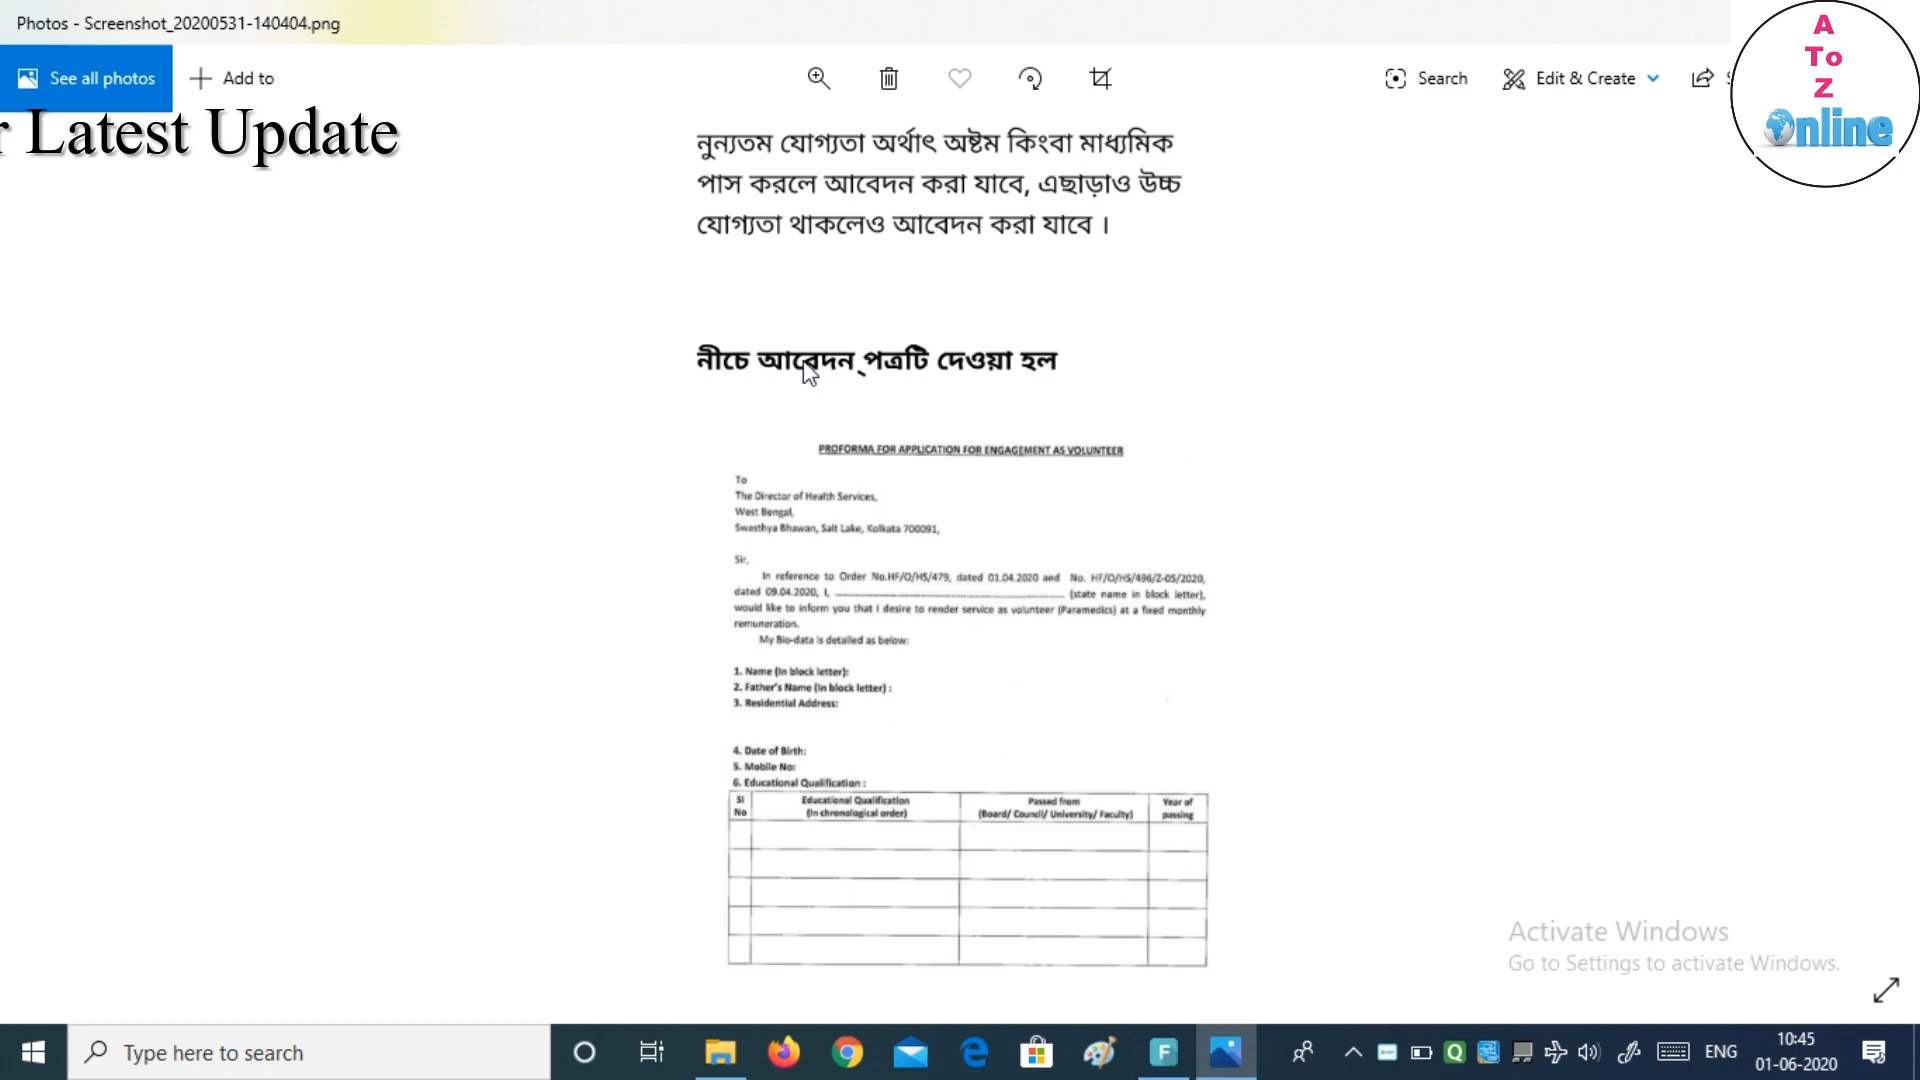 Photos - Screenshot_20200531-140404.png
See all photos
Add to
Search
Edit & Create
A
To
Z
Online
r Latest Update
নুন্যতম যোগ্যতা অর্থাৎ অষ্টম কিংবা মাধ্যমিক
পাস করলে আবেদন করা যাবে, এছাড়াও উচ্চ
যোগ্যতা থাকলেও আবেদন করা যাবে ।
নীচে আবেদন্ পত্রটি দেওয়া হল
PROFORMA FOR APPLICATION FOR ENGAGEMENT AS VOLUNTEER
To
The Director of Health Services,
West Bengal,
Swasthya Bhawan, Salt Lake, Kolkata 700091,
Sir,
In reference to Order No.HF/O/HS/479, dated 01.04.2020 and No. HF/O/HS/496/Z-05/2020,
dated 09.04.2020, I, ........................................ (state name in block letter),
would like to inform you that I desire to render service as volunteer (Paramedics) at a fixed monthly
remuneration.
My Bio-data is detailed as below:
1. Name (In block letter):
2. Father's Name (In block letter) :
3. Residential Address:
4. Date of Birth:
5. Mobile No:
6. Educational Qualification :
Sl No
Educational Qualification
(In chronological order)
Passed from
(Board/ Council/ University/ Faculty)
Year of
passing
Activate Windows
Go to Settings to activate Windows.
Type here to search
ENG
10:45
01-06-2020